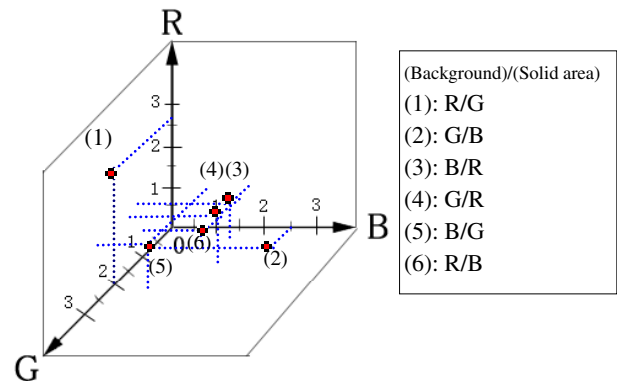 R
3
(1)
2
(4)(3)
1
1 2 3
B
0
(6)
(2)
1
(5)
2
3
G
(Background)/(Solid area)
(1): R/G
(2): G/B
(3): B/R
(4): G/R
(5): B/G
(6): R/B